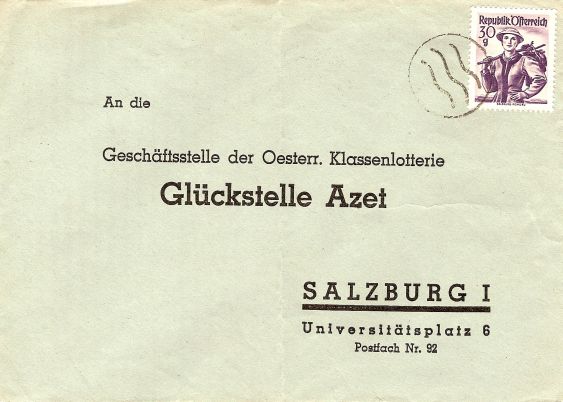 Republik Österreich
30
g
An die
Geschäftsstelle der Oesterr. Klassenlotterie
Glückstelle Azet
SALZBURG I
Universitätsplatz 6
Postfach Nr. 92